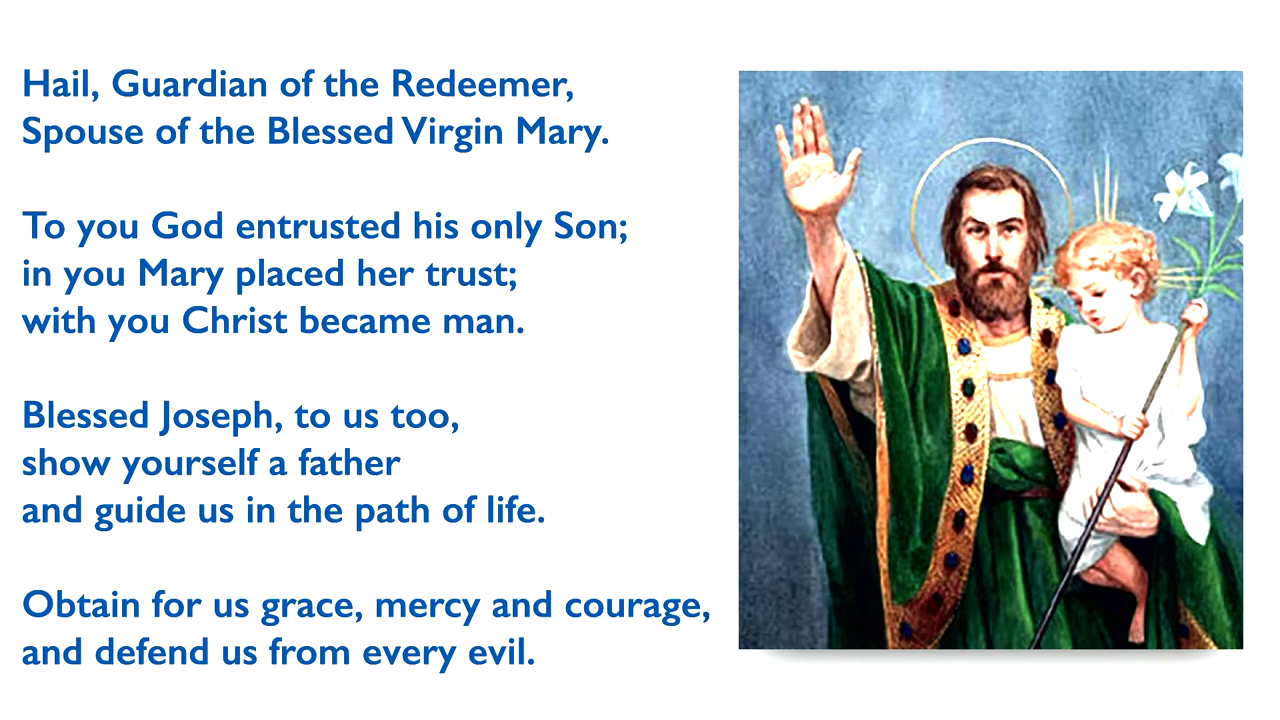 Hail, Guardian of the Redeemer,
Spouse of the Blessed Virgin Mary.
To you God entrusted his only Son;
in you Mary placed her trust;
with you Christ became man.
Blessed Joseph, to us too,
show yourself a father
and guide us in the path of life.
Obtain for us grace, mercy and courage,
and defend us from every evil.